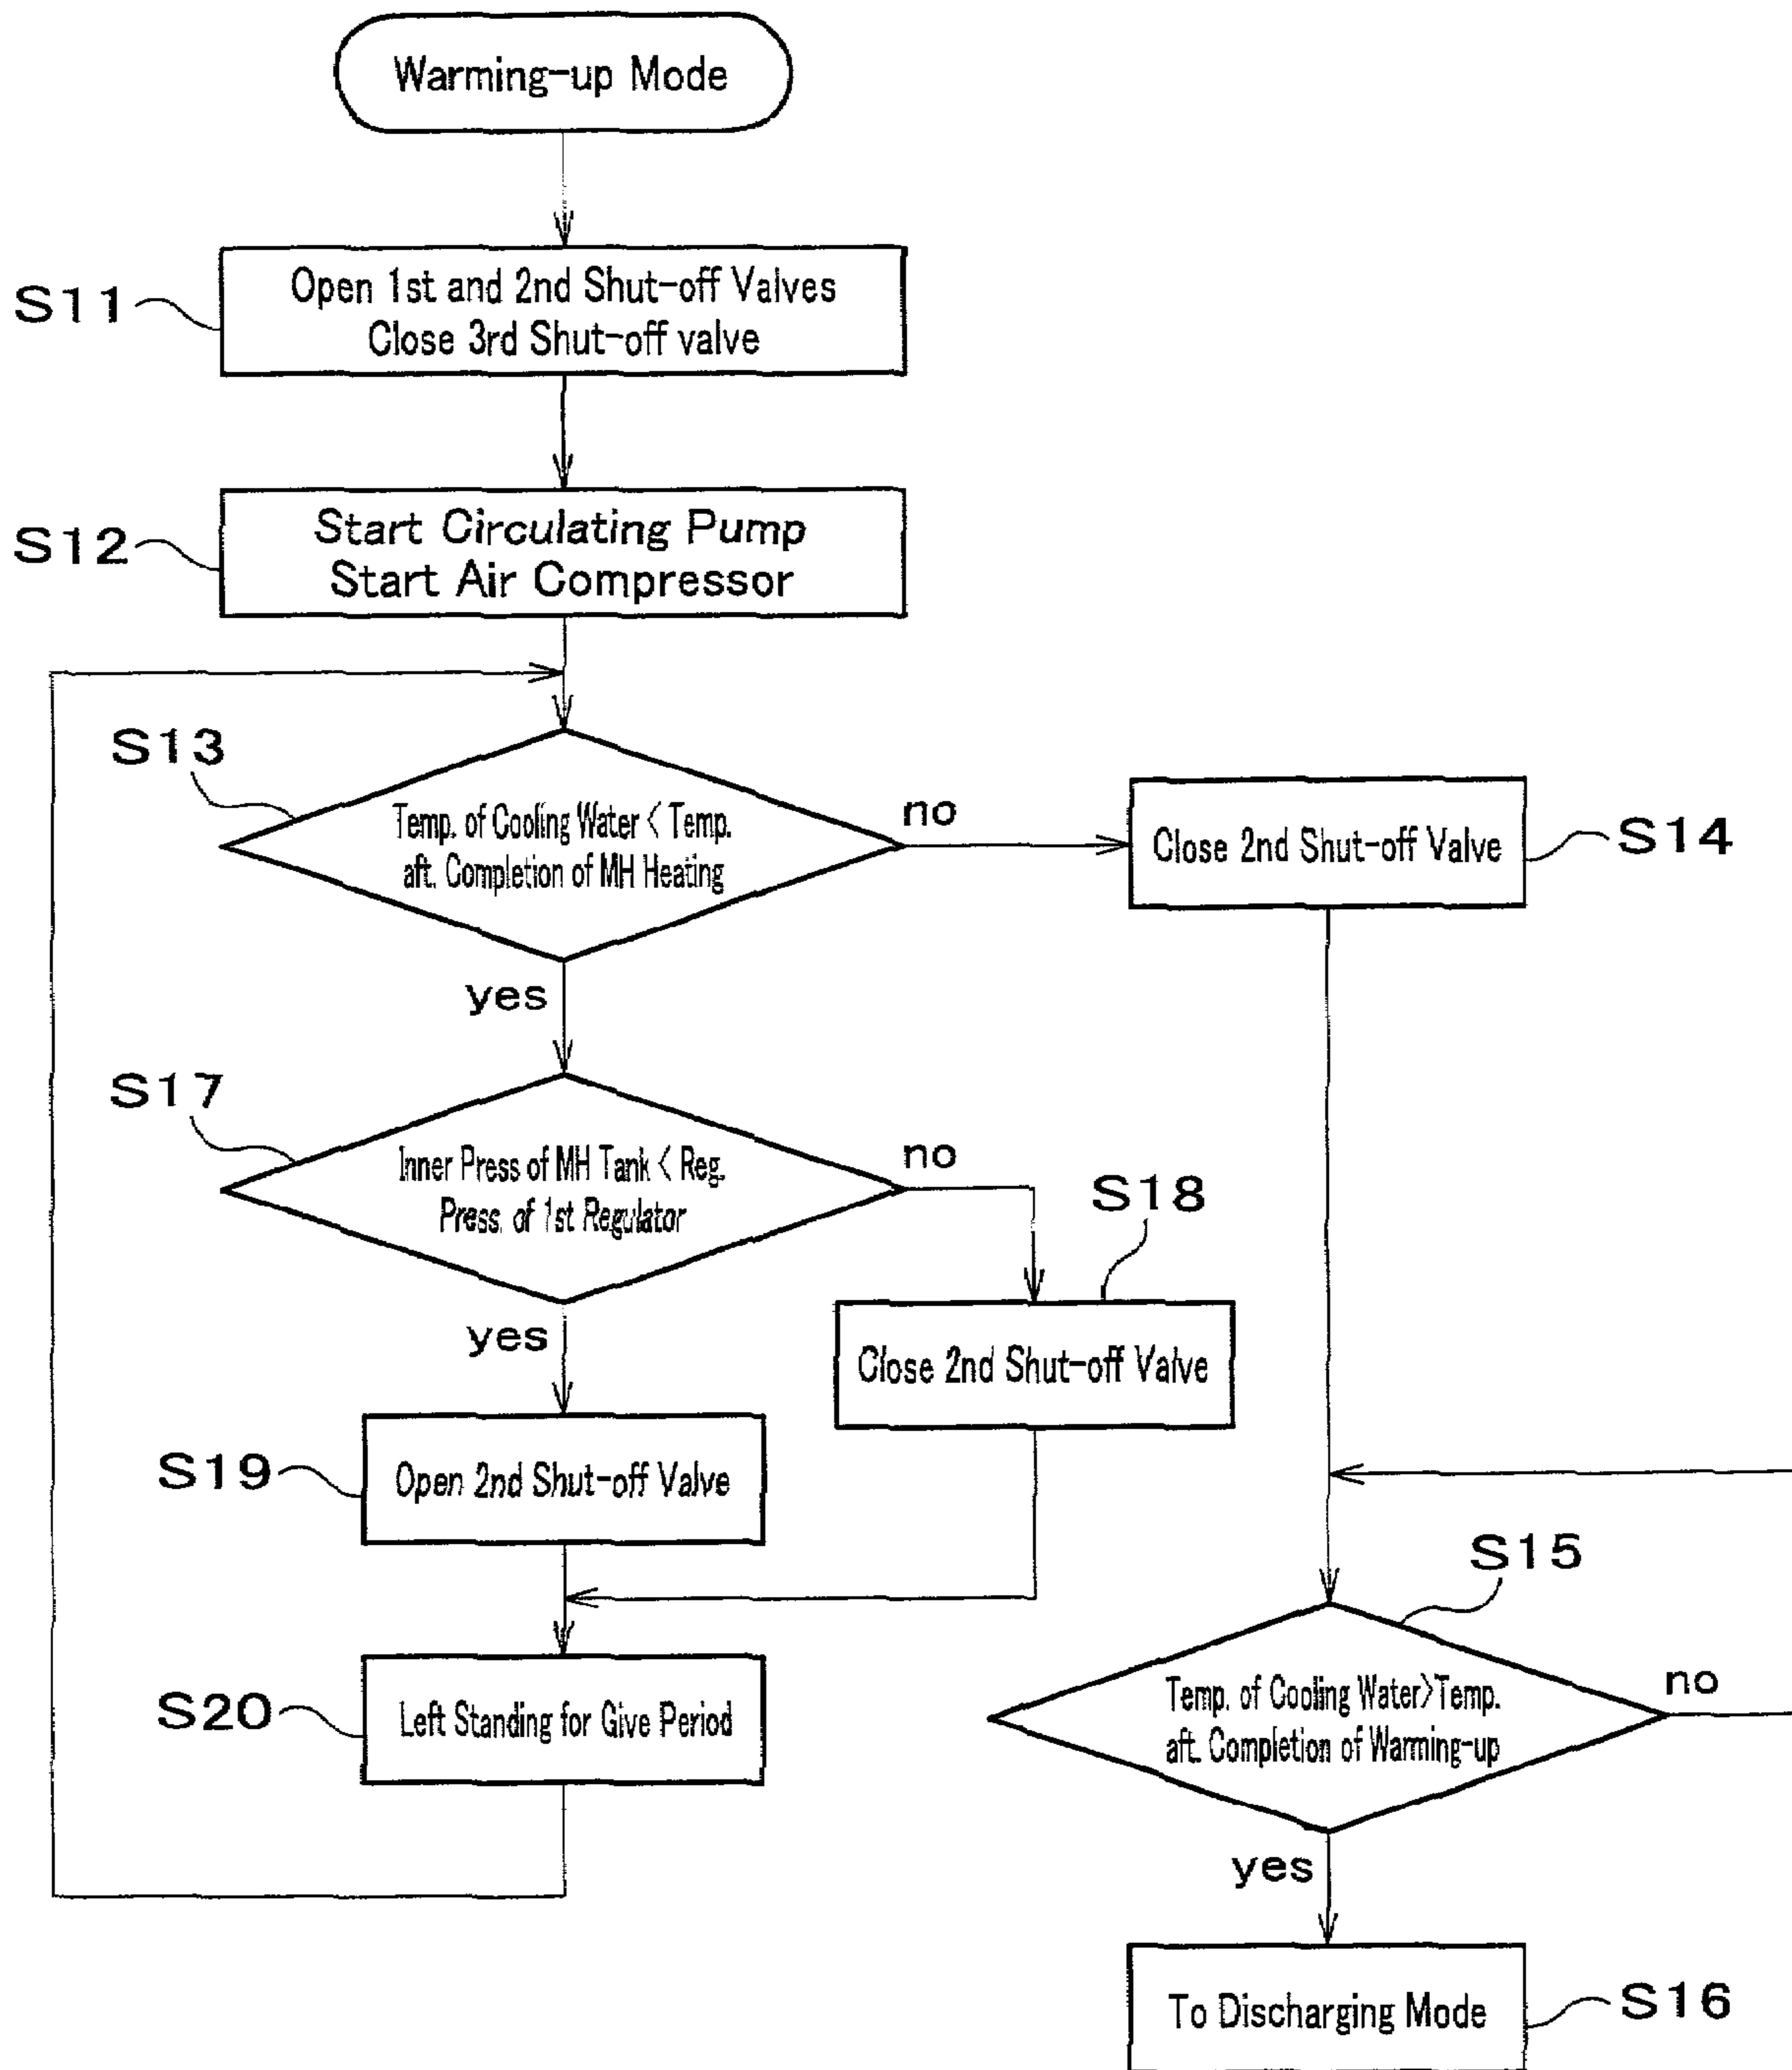 Warming-up Mode
S11
Open 1st and 2nd Shut-off Valves
Close 3rd Shut-off valve
S12
Start Circulating Pump
Start Air Compressor
S13
Temp. of Cooling Water < Temp.
aft. Completion of MH Heating
no
yes
Close 2nd Shut-off Valve
S14
S17
Inner Press of MH Tank < Reg.
Press. of 1st Regulator
no
yes
S18
Close 2nd Shut-off Valve
S19
Open 2nd Shut-off Valve
S20
Left Standing for Give Period
S15
Temp. of Cooling Water>Temp.
aft. Completion of Warming-up
no
yes
To Discharging Mode
S16